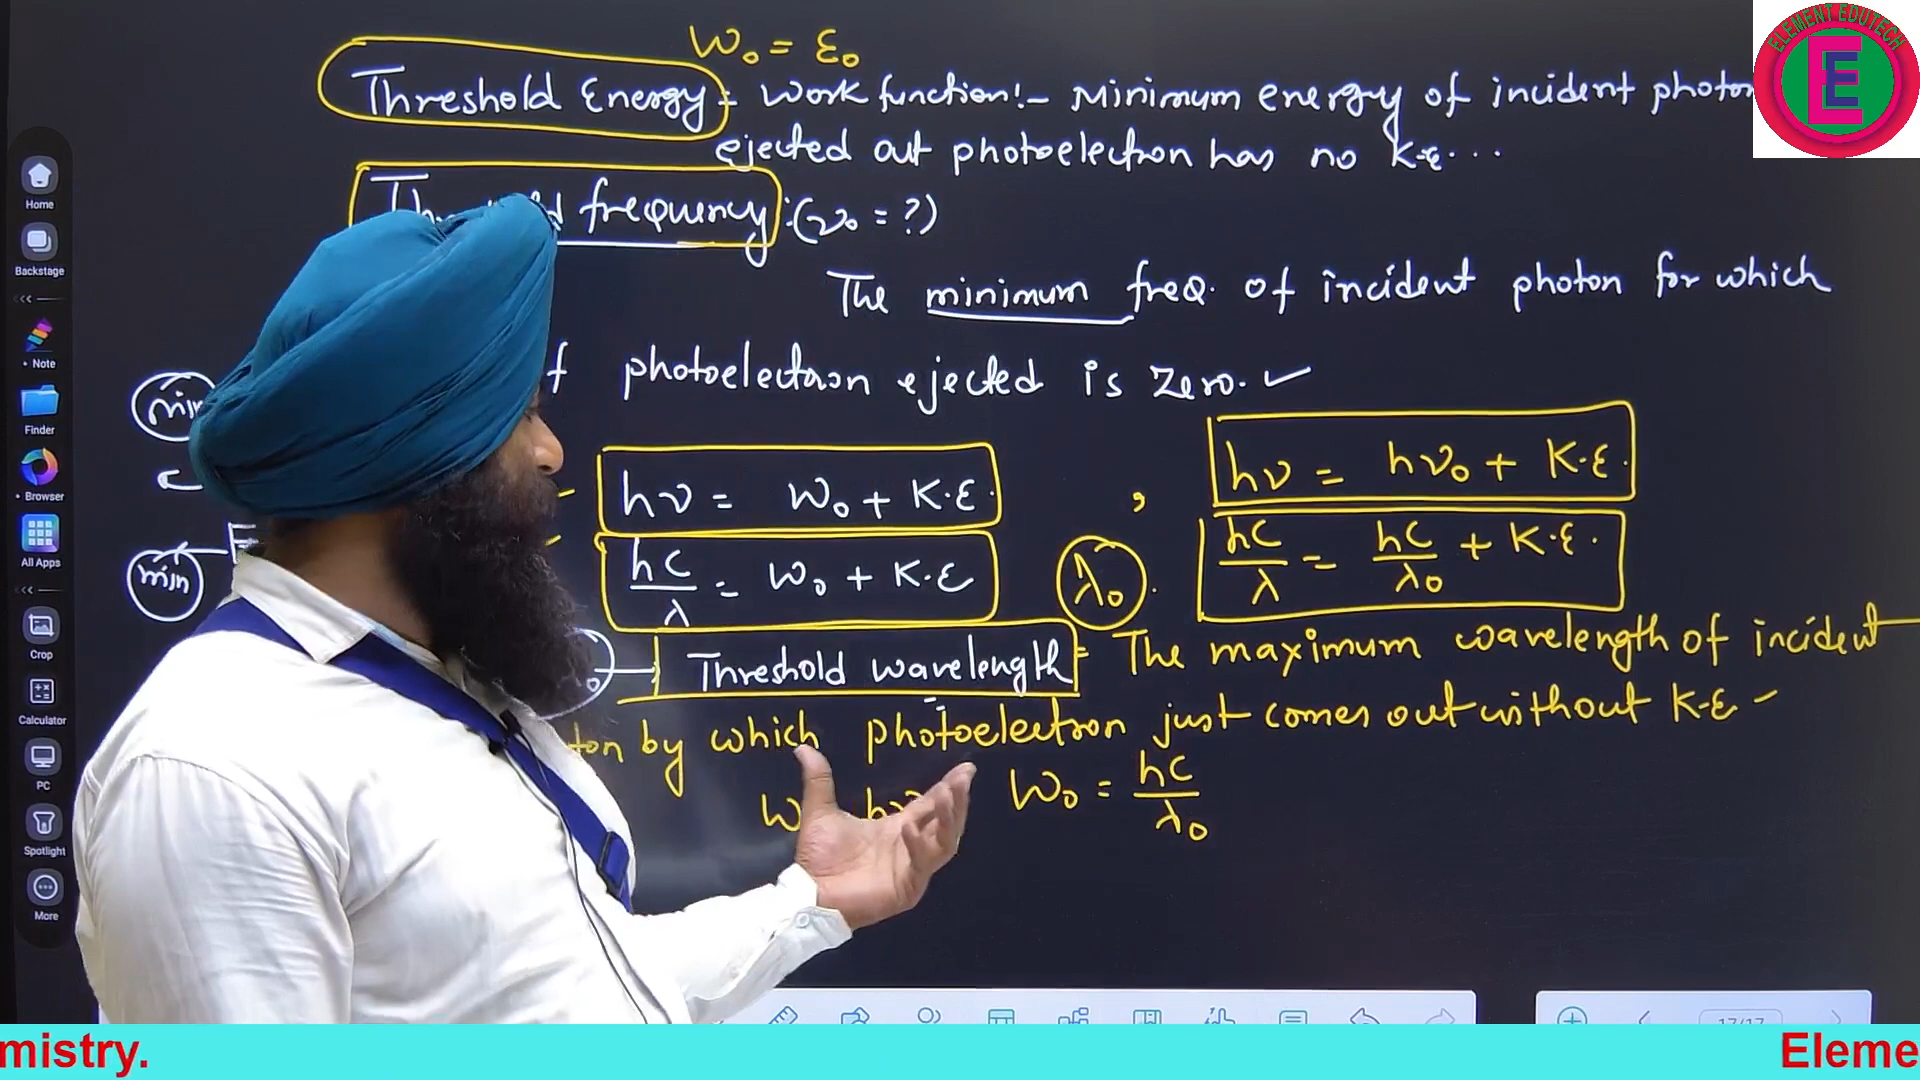 W₀ = ε₀
Threshold Energy = Work function:- Minimum energy of incident photon
ejected out photoelectron has no K.E...
frequency: (ν₀ = ?)
The minimum freq. of incident photon for which
photoelectron ejected is zero. ✓
min
hν = W₀ + K.E.
, hν = hν₀ + K.E.
min
hc/λ = W₀ + K.E
λ₀. hc/λ = hc/λ₀ + K.E.
Threshold wavelength = The maximum wavelength of incident
by which photoelectron just comes out without K.E -
W₀ = hc/λ₀
Home
Backstage
Note
Finder
Browser
All Apps
Crop
Calculator
PC
Spotlight
More
17/17
ELEMENT EDUTECH
E
mistry.
Eleme